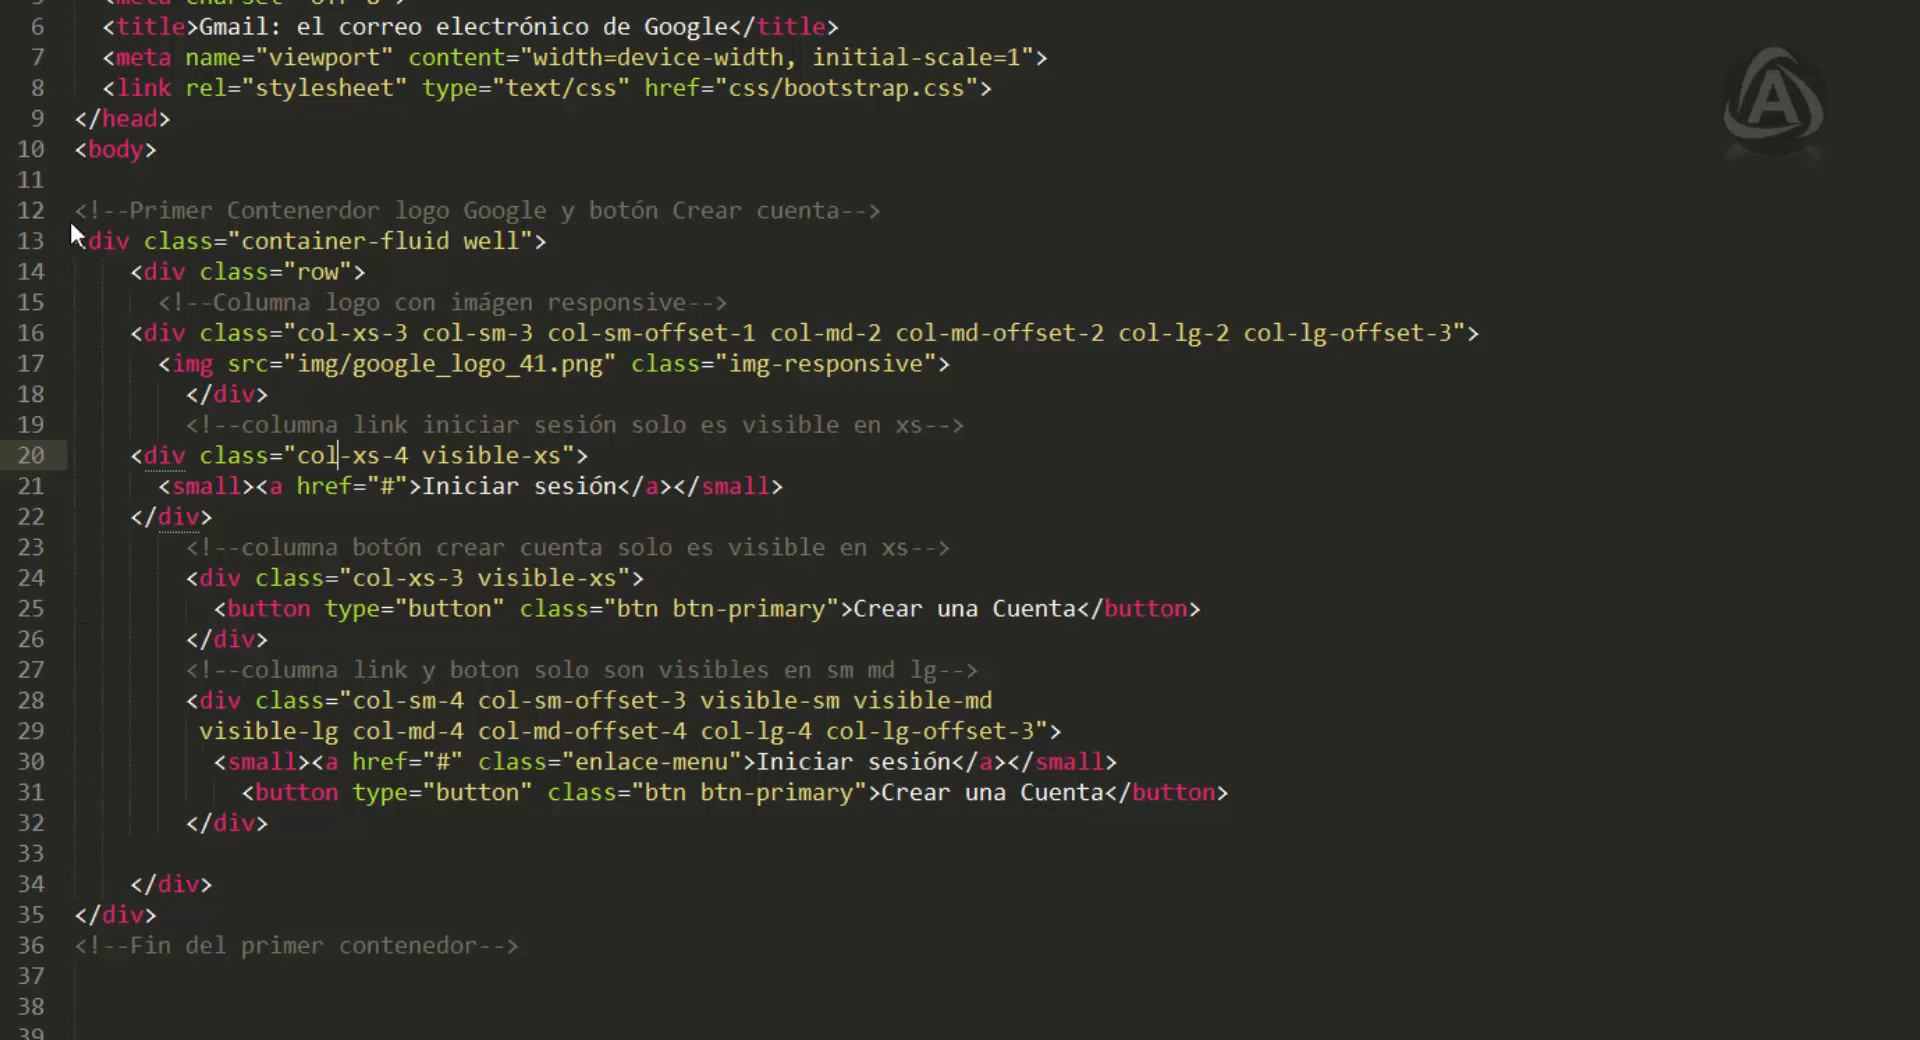 5 <meta charset="utf-8">
6 <title>Gmail: el correo electrónico de Google</title>
7 <meta name="viewport" content="width=device-width, initial-scale=1">
8 <link rel="stylesheet" type="text/css" href="css/bootstrap.css">
9 </head>
10 <body>
11
12 <!--Primer Contenerdor logo Google y botón Crear cuenta-->
13 <div class="container-fluid well">
14 <div class="row">
15 <!--Columna logo con imágen responsive-->
16 <div class="col-xs-3 col-sm-3 col-sm-offset-1 col-md-2 col-md-offset-2 col-lg-2 col-lg-offset-3">
17 <img src="img/google_logo_41.png" class="img-responsive">
18 </div>
19 <!--columna link iniciar sesión solo es visible en xs-->
20 <div class="col-xs-4 visible-xs">
21 <small><a href="#">Iniciar sesión</a></small>
22 </div>
23 <!--columna botón crear cuenta solo es visible en xs-->
24 <div class="col-xs-3 visible-xs">
25 <button type="button" class="btn btn-primary">Crear una Cuenta</button>
26 </div>
27 <!--columna link y boton solo son visibles en sm md lg-->
28 <div class="col-sm-4 col-sm-offset-3 visible-sm visible-md
29 visible-lg col-md-4 col-md-offset-4 col-lg-4 col-lg-offset-3">
30 <small><a href="#" class="enlace-menu">Iniciar sesión</a></small>
31 <button type="button" class="btn btn-primary">Crear una Cuenta</button>
32 </div>
33
34 </div>
35 </div>
36 <!--Fin del primer contenedor-->
37
38
39
A